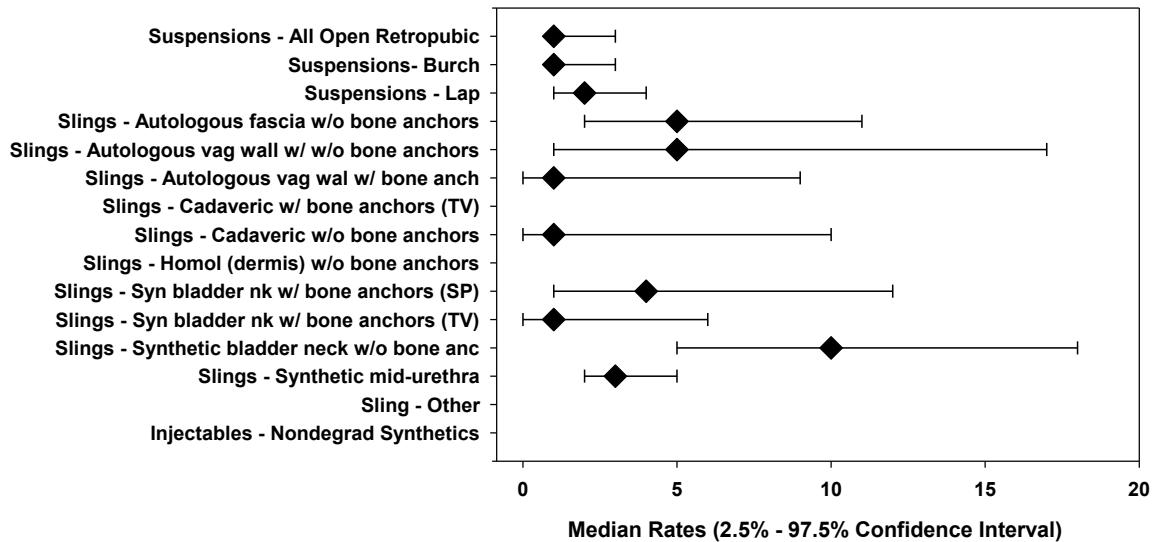 Suspensions - All Open Retropubic
Suspensions- Burch
Suspensions - Lap
Slings - Autologous fascia w/o bone anchors
Slings - Autologous vag wall w/ w/o bone anchors
Slings - Autologous vag wal w/ bone anch
Slings - Cadaveric w/ bone anchors (TV)
Slings - Cadaveric w/o bone anchors
Slings - Homol (dermis) w/o bone anchors
Slings - Syn bladder nk w/ bone anchors (SP)
Slings - Syn bladder nk w/ bone anchors (TV)
Slings - Synthetic bladder neck w/o bone anc
Slings - Synthetic mid-urethra
Sling - Other
Injectables - Nondegrad Synthetics
0 5 10 15 20
Median Rates (2.5% - 97.5% Confidence Interval)